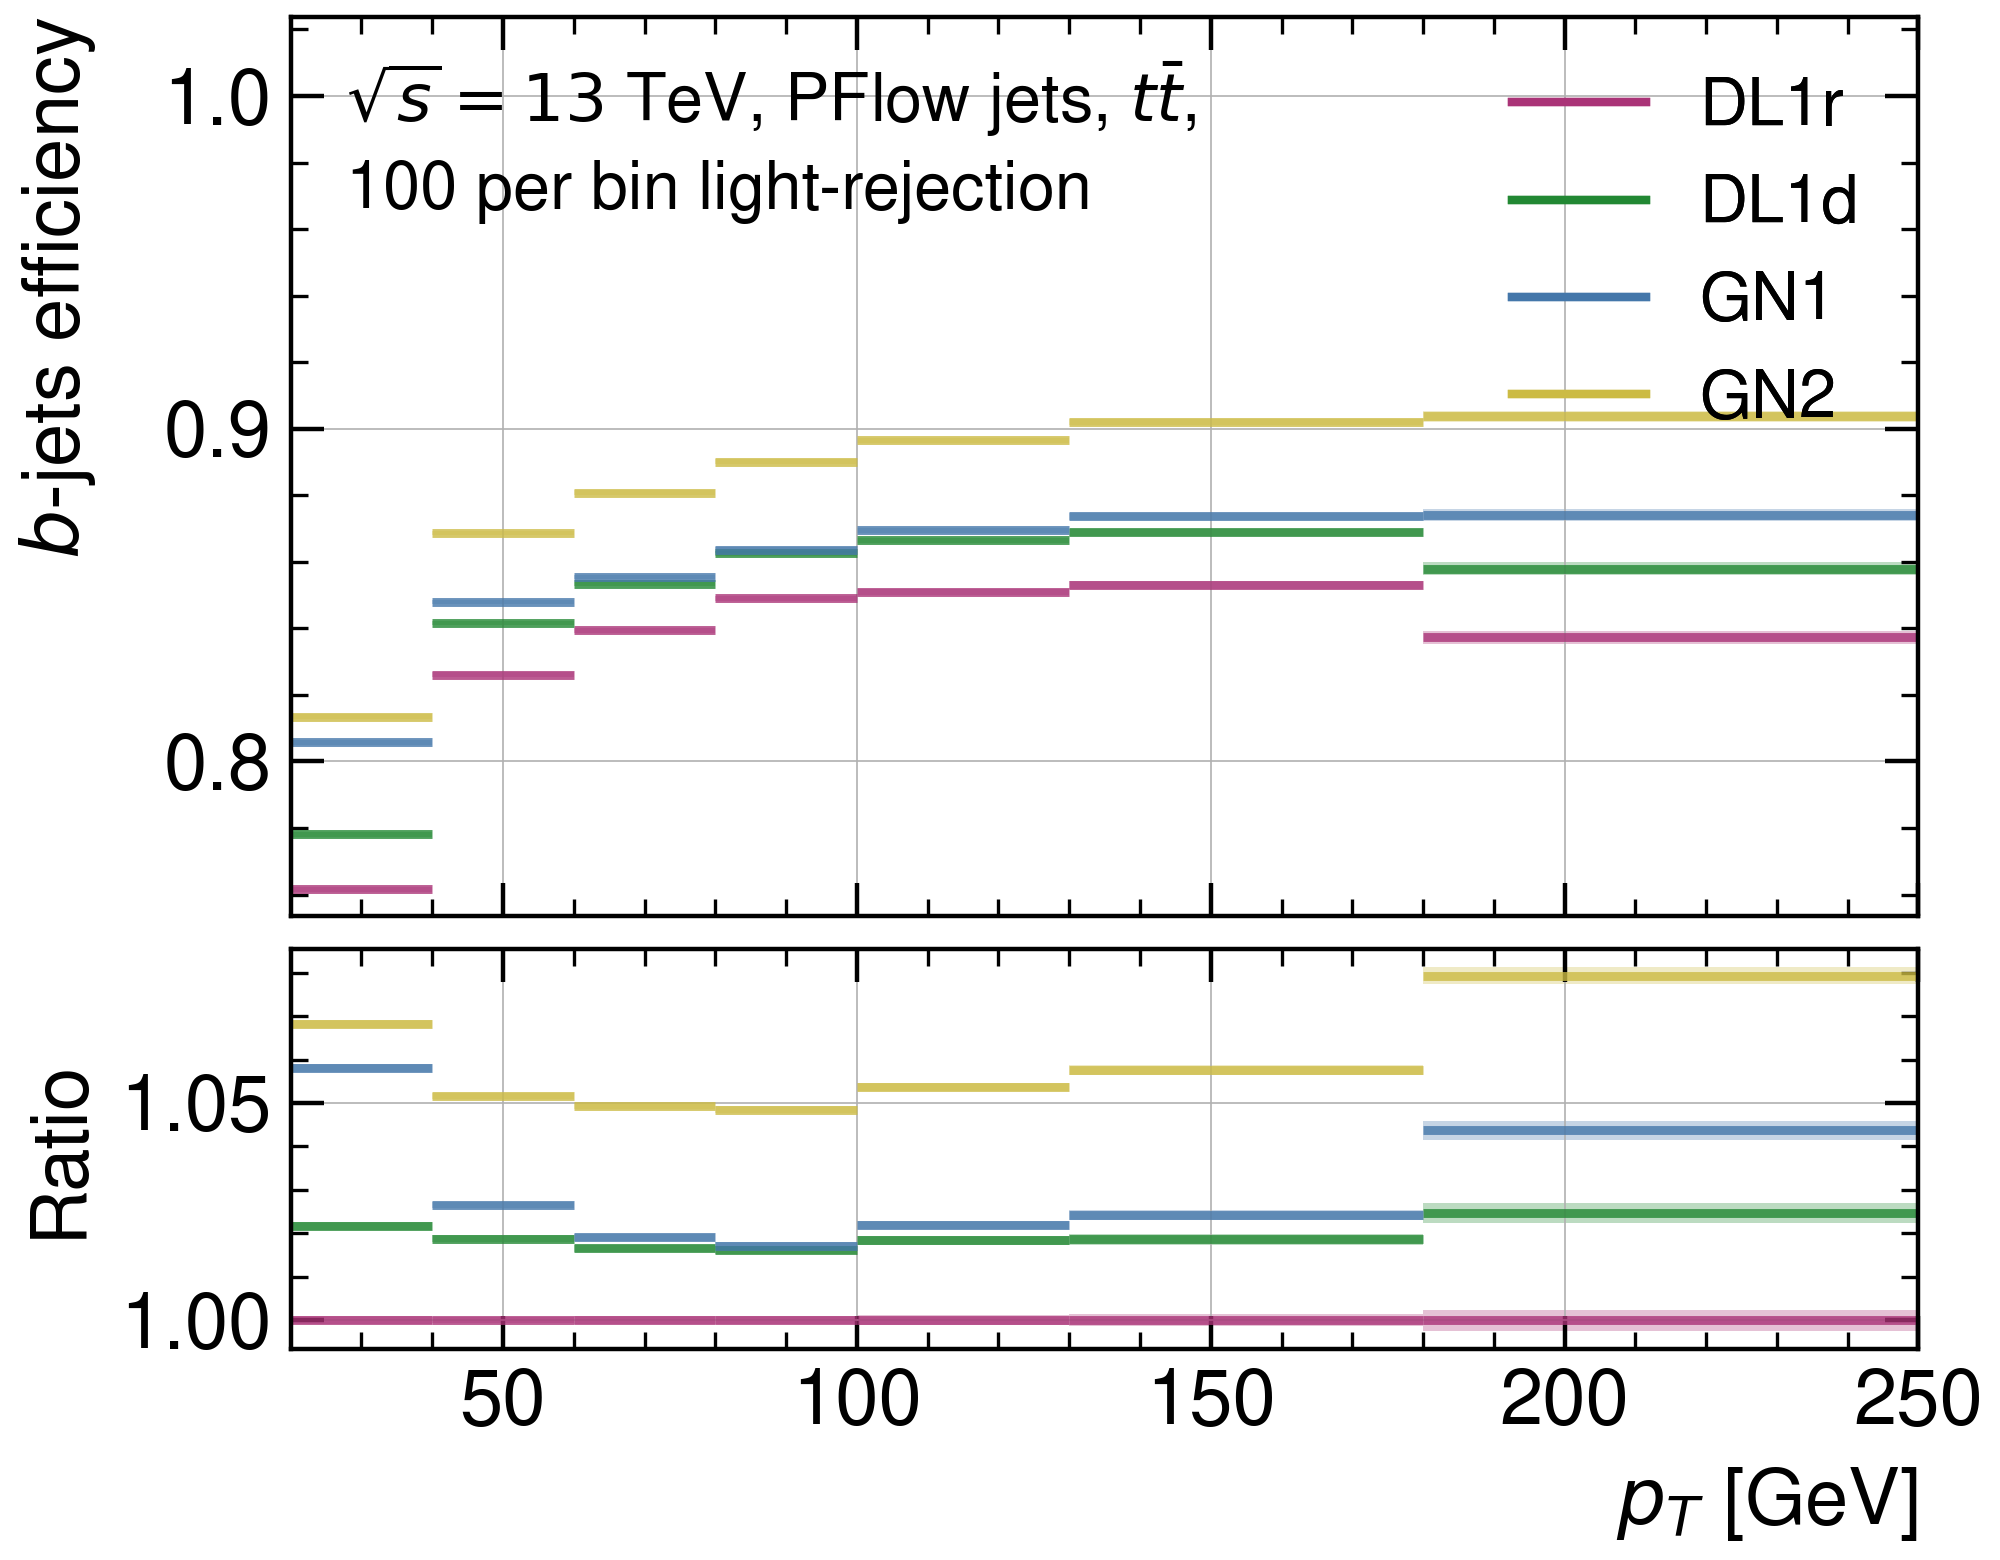 b-jets efficiency
1.0
0.9
0.8
√s = 13 TeV, PFlow jets, tt̄,
100 per bin light-rejection
DL1r
DL1d
GN1
GN2
Ratio
1.05
1.00
50 100 150 200 250
p_T [GeV]